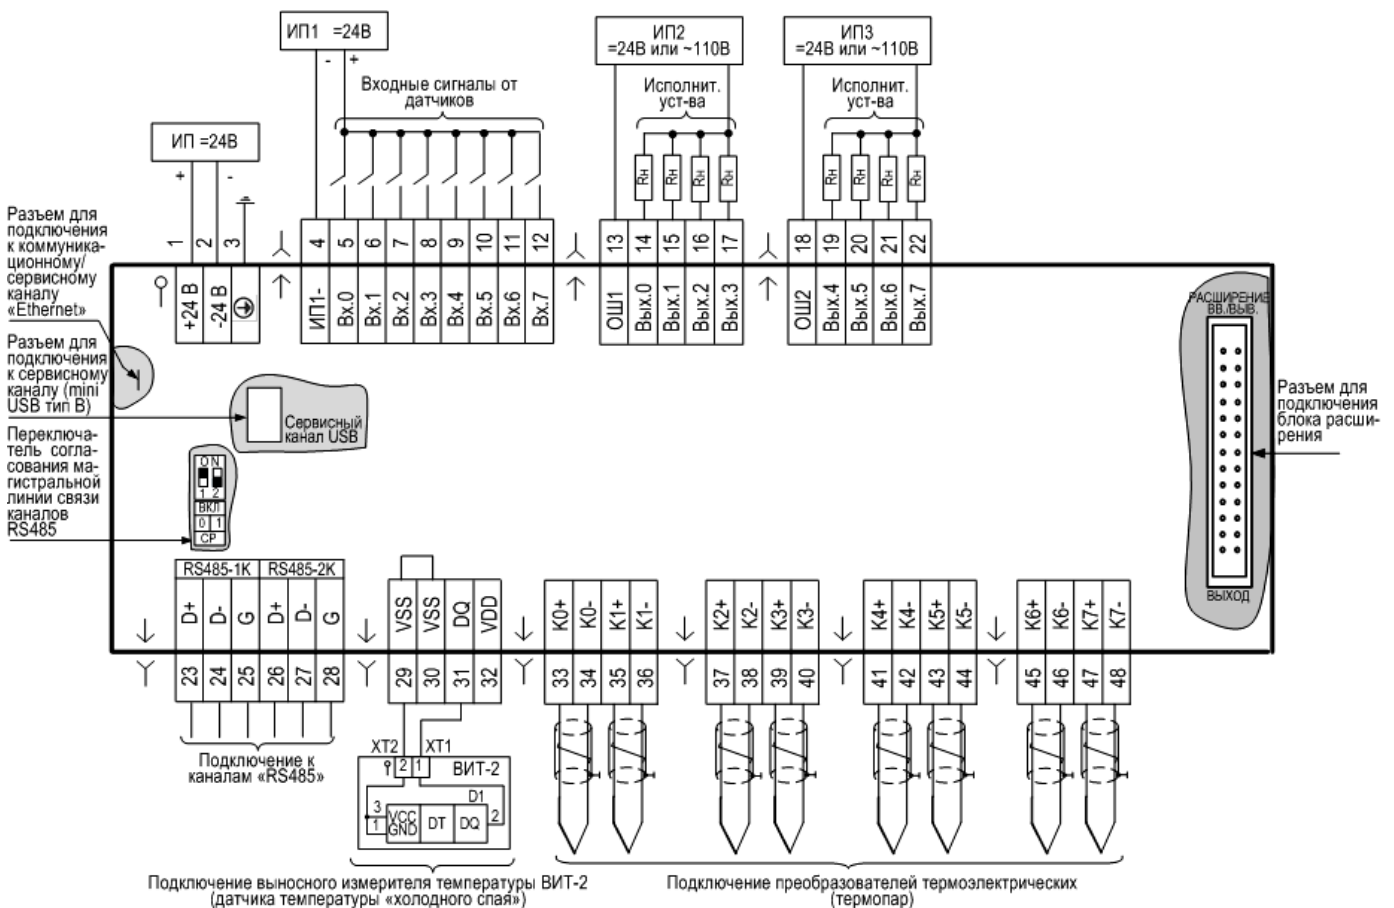 ИП1 =24В
- +
Входные сигналы от
датчиков
ИП2
=24В или ~110В
Исполнит.
уст-ва
Rн Rн Rн Rн
ИП3
=24В или ~110В
Исполнит.
уст-ва
Rн Rн Rн Rн
ИП =24В
+ -
1 2 3
4 5 6 7 8 9 10 11 12
13 14 15 16 17
18 19 20 21 22
+24 В
-24 В
ИП1-
Вх.0
Вх.1
Вх.2
Вх.3
Вх.4
Вх.5
Вх.6
Вх.7
ОШ1
Вых.0
Вых.1
Вых.2
Вых.3
ОШ2
Вых.4
Вых.5
Вых.6
Вых.7
Разъем для
подключения
к коммуника-
ционному/
сервисному
каналу
«Ethernet»
Разъем для
подключения
к сервисному
каналу (mini
USB тип B)
Переключа-
тель согла-
сования ма-
гистральной
линии связи
каналов
RS485
Сервисный
канал USB
ON
1 2
ВКЛ
0 1
СР
РАСШИРЕНИЕ
ВВ./ВЫВ.
ВЫХОД
Разъем для
подключения
блока расши-
рения
RS485-1К RS485-2К
D+ D- G D+ D- G
VSS VSS DQ VDD
K0+ K0- K1+ K1-
K2+ K2- K3+ K3-
K4+ K4- K5+ K5-
K6+ K6- K7+ K7-
23 24 25 26 27 28
29 30 31 32
33 34 35 36
37 38 39 40
41 42 43 44
45 46 47 48
Подключение к
каналам «RS485»
XT2 XT1
2 1 ВИТ-2
D1
3
1
VCC
GND
DT
DQ
2
Подключение выносного измерителя температуры ВИТ-2
(датчика температуры «холодного спая»)
Подключение преобразователей термоэлектрических
(термопар)